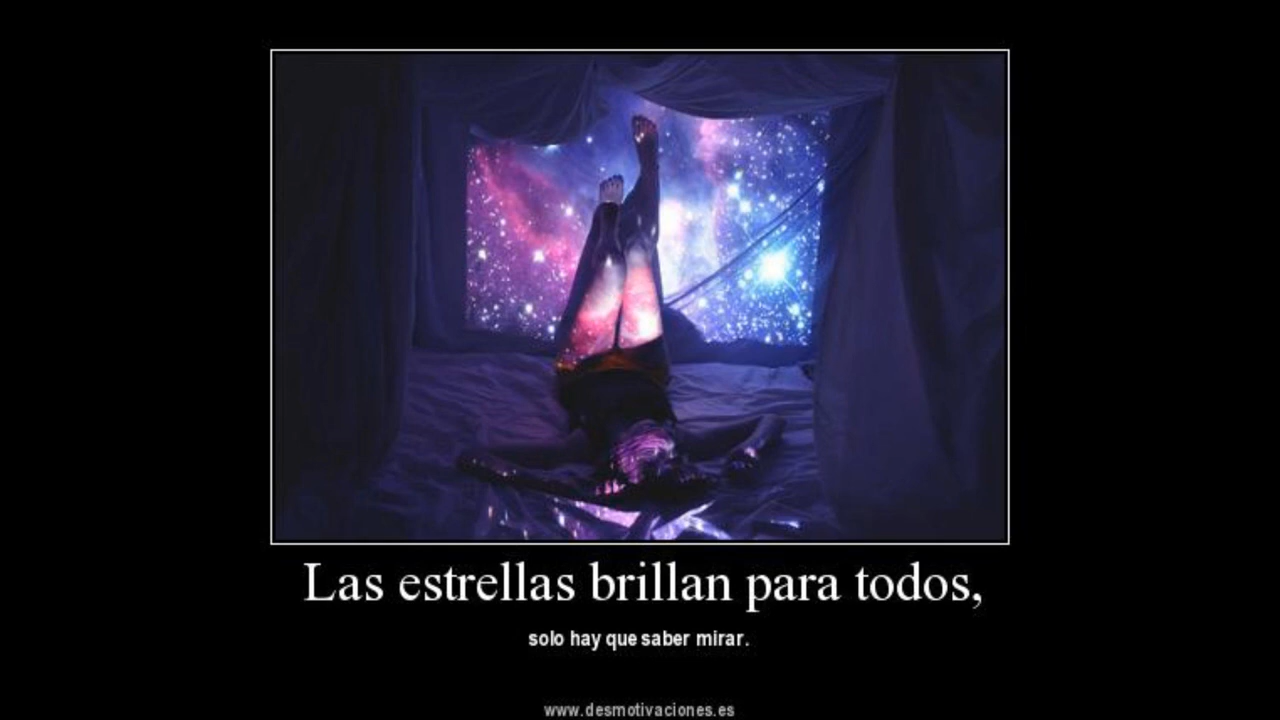 Las estrellas brillan para todos,
solo hay que saber mirar.
www.desmotivaciones.es